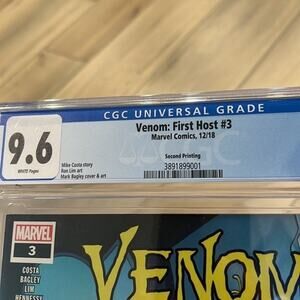 CGC UNIVERSAL GRADE
9.6
WHITE Pages
Venom: First Host #3
Marvel Comics, 12/18
Second Printing
Mike Costa story
Ron Lim art
Mark Bagley cover & art
3891899001
MARVEL
3
COSTA
BAGLEY
LIM
HENNESSY
VENOM